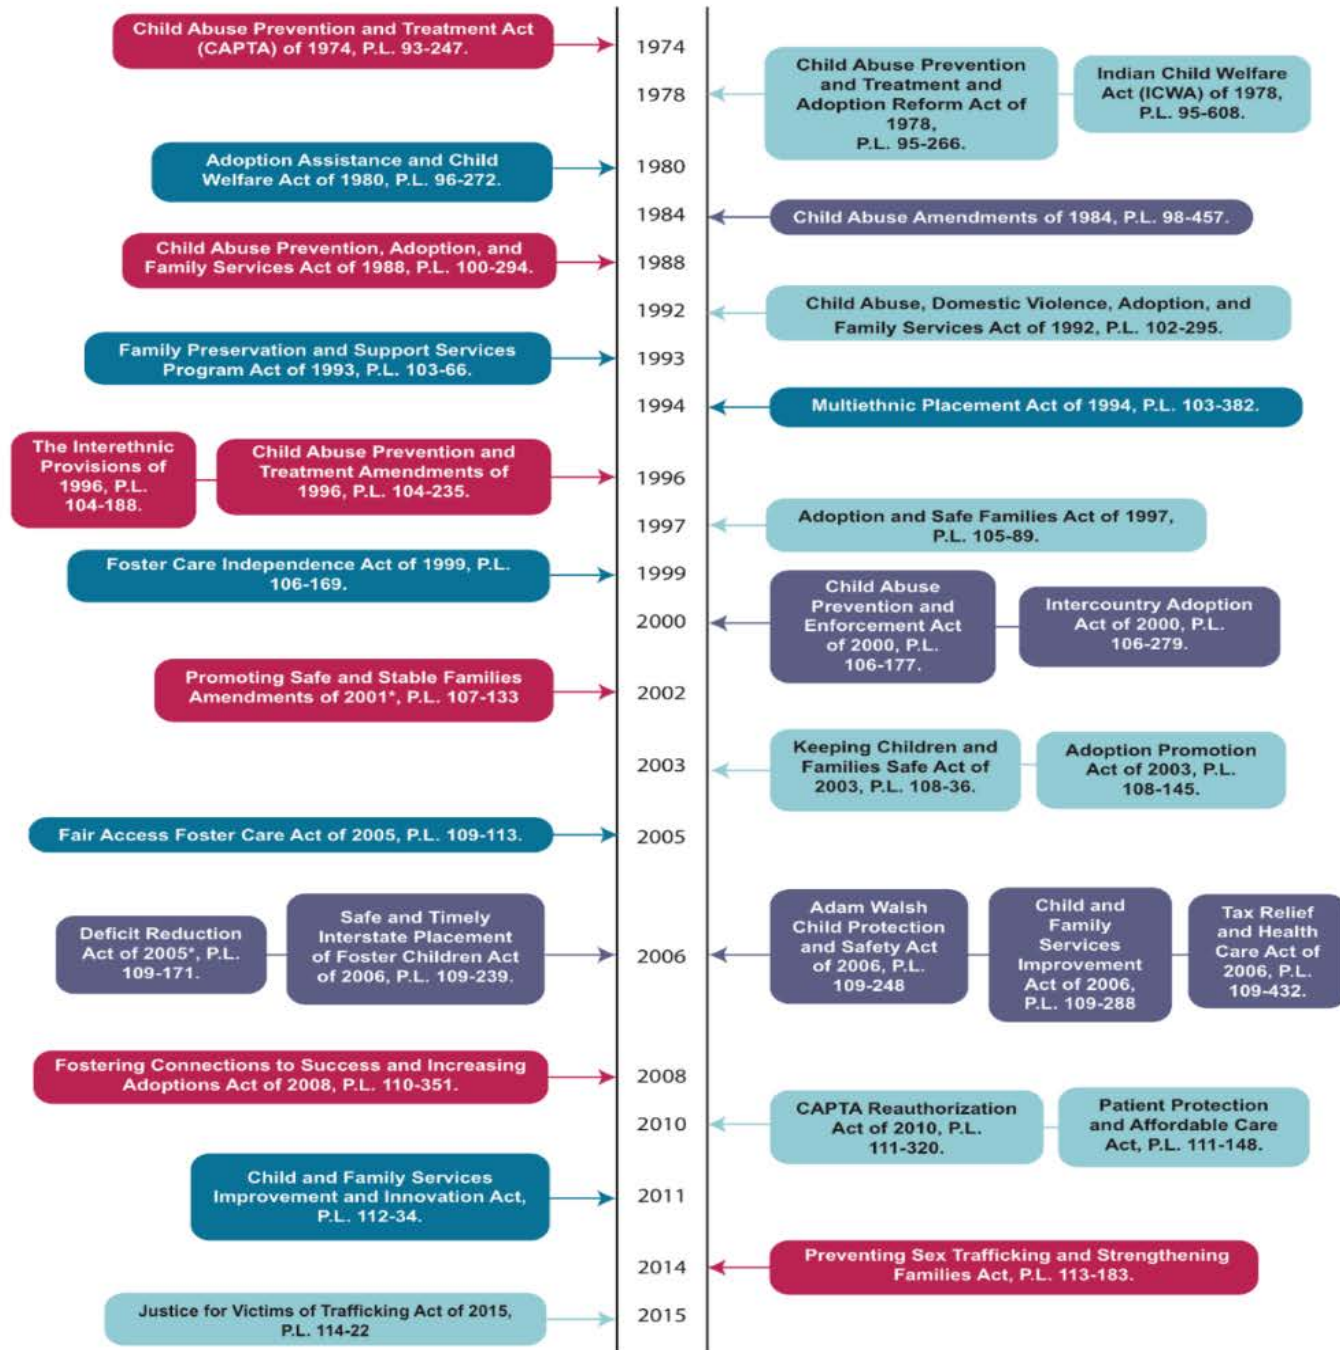 Child Abuse Prevention and Treatment Act
(CAPTA) of 1974, P.L. 93-247.
1974
Child Abuse Prevention
and Treatment and
Adoption Reform Act of
1978,
P.L. 95-266.
Indian Child Welfare
Act (ICWA) of 1978,
P.L. 95-608.
1978
Adoption Assistance and Child
Welfare Act of 1980, P.L. 96-272.
1980
1984
Child Abuse Amendments of 1984, P.L. 98-457.
Child Abuse Prevention, Adoption, and
Family Services Act of 1988, P.L. 100-294.
1988
1992
Child Abuse, Domestic Violence, Adoption, and
Family Services Act of 1992, P.L. 102-295.
Family Preservation and Support Services
Program Act of 1993, P.L. 103-66.
1993
1994
Multiethnic Placement Act of 1994, P.L. 103-382.
The Interethnic
Provisions of
1996, P.L.
104-188.
Child Abuse Prevention and
Treatment Amendments of
1996, P.L. 104-235.
1996
1997
Adoption and Safe Families Act of 1997,
P.L. 105-89.
Foster Care Independence Act of 1999, P.L.
106-169.
1999
2000
Child Abuse
Prevention and
Enforcement Act
of 2000, P.L.
106-177.
Intercountry Adoption
Act of 2000, P.L.
106-279.
Promoting Safe and Stable Families
Amendments of 2001*, P.L. 107-133
2002
2003
Keeping Children and
Families Safe Act of
2003, P.L. 108-36.
Adoption Promotion
Act of 2003, P.L.
108-145.
Fair Access Foster Care Act of 2005, P.L. 109-113.
2005
Deficit Reduction
Act of 2005*, P.L.
109-171.
Safe and Timely
Interstate Placement
of Foster Children Act
of 2006, P.L. 109-239.
2006
Adam Walsh
Child Protection
and Safety Act
of 2006, P.L.
109-248
Child and
Family
Services
Improvement
Act of 2006,
P.L. 109-288
Tax Relief
and Health
Care Act of
2006, P.L.
109-432.
Fostering Connections to Success and Increasing
Adoptions Act of 2008, P.L. 110-351.
2008
2010
CAPTA Reauthorization
Act of 2010, P.L.
111-320.
Patient Protection
and Affordable Care
Act, P.L. 111-148.
Child and Family Services
Improvement and Innovation Act,
P.L. 112-34.
2011
2014
Preventing Sex Trafficking and Strengthening
Families Act, P.L. 113-183.
Justice for Victims of Trafficking Act of 2015,
P.L. 114-22
2015